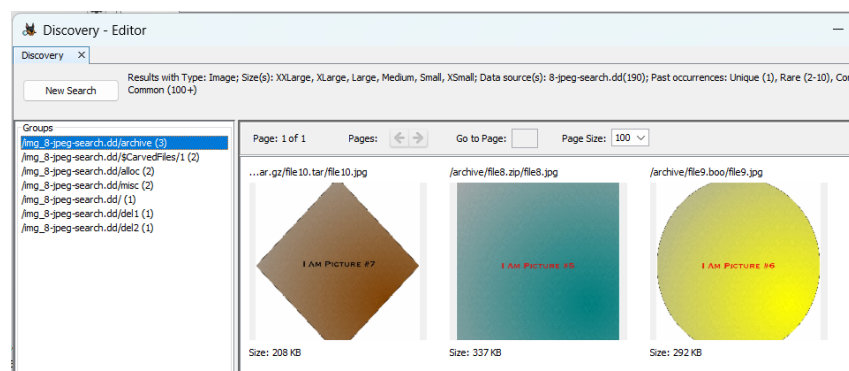 Discovery - Editor
Discovery X
New Search
Results with Type: Image; Size(s): XXLarge, XLarge, Large, Medium, Small, XSmall; Data source(s): 8-jpeg-search.dd(190); Past occurrences: Unique (1), Rare (2-10), Co
Common (100+)
Groups
/img_8-jpeg-search.dd/archive (3)
/img_8-jpeg-search.dd/$CarvedFiles/1 (2)
/img_8-jpeg-search.dd/alloc (2)
/img_8-jpeg-search.dd/misc (2)
/img_8-jpeg-search.dd/ (1)
/img_8-jpeg-search.dd/del1 (1)
/img_8-jpeg-search.dd/del2 (1)
Page: 1 of 1 Pages: Go to Page: Page Size: 100
...ar.gz/file10.tar/file10.jpg /archive/file8.zip/file8.jpg /archive/file9.boo/file9.jpg
I AM PICTURE #7 I AM PICTURE #5 I AM PICTURE #6
Size: 208 KB Size: 337 KB Size: 292 KB